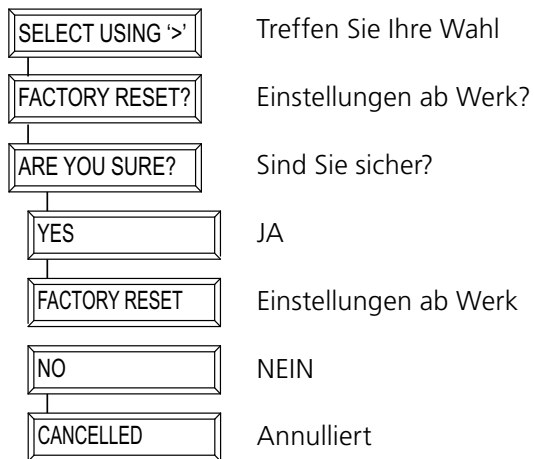 SELECT USING ‘>’ Treffen Sie Ihre Wahl
FACTORY RESET? Einstellungen ab Werk?
ARE YOU SURE? Sind Sie sicher?
YES JA
FACTORY RESET Einstellungen ab Werk
NO NEIN
CANCELLED Annulliert